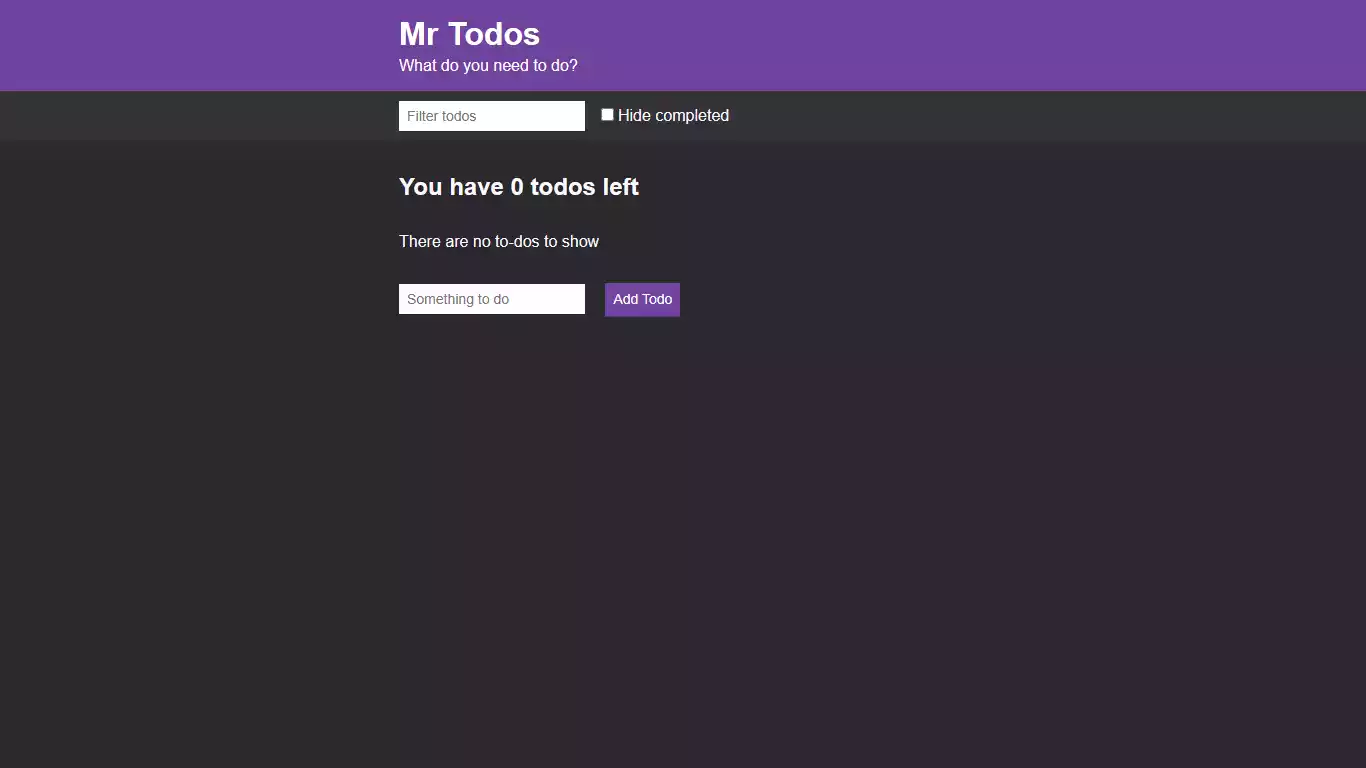 Mr Todos
What do you need to do?
Filter todos
Hide completed
You have 0 todos left
There are no to-dos to show
Something to do
Add Todo